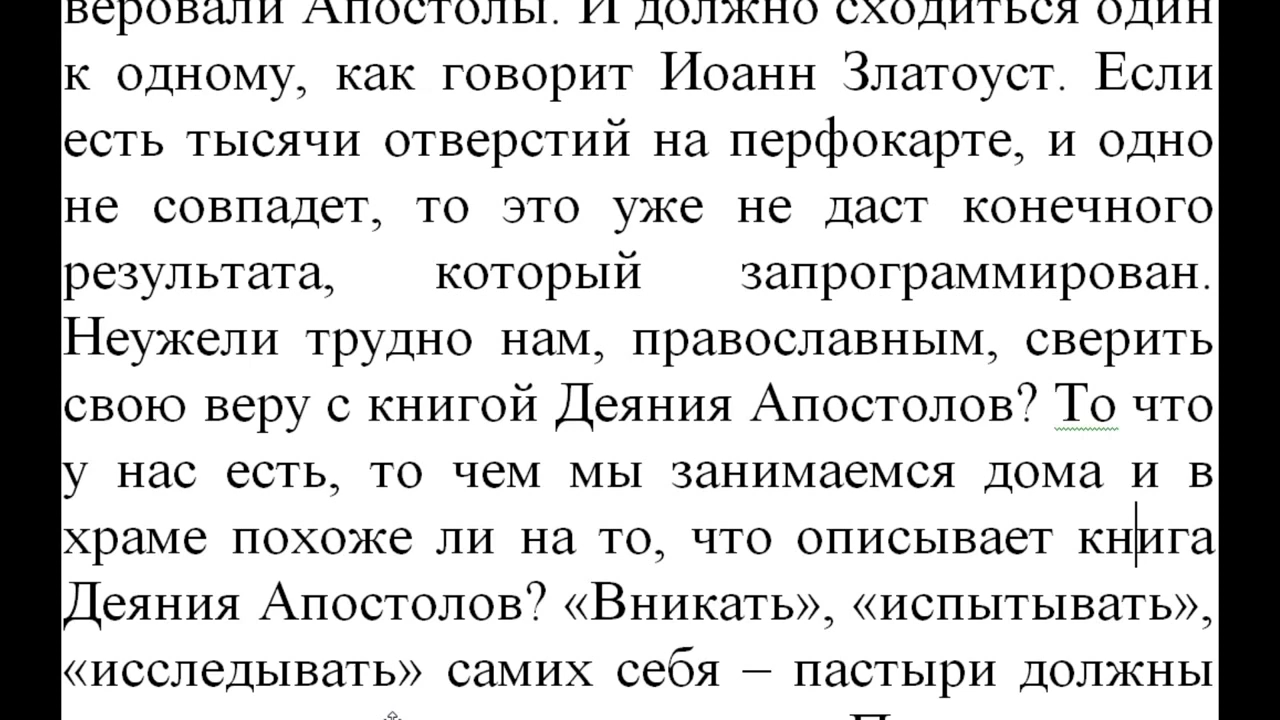 веровали Апостолы. И должно сходиться один
к одному, как говорит Иоанн Златоуст. Если
есть тысячи отверстий на перфокарте, и одно
не совпадет, то это уже не даст конечного
результата, который запрограммирован.
Неужели трудно нам, православным, сверить
свою веру с книгой Деяния Апостолов? То что
у нас есть, то чем мы занимаемся дома и в
храме похоже ли на то, что описывает книга
Деяния Апостолов? «Вникать», «испытывать»,
«исследывать» самих себя – пастыри должны